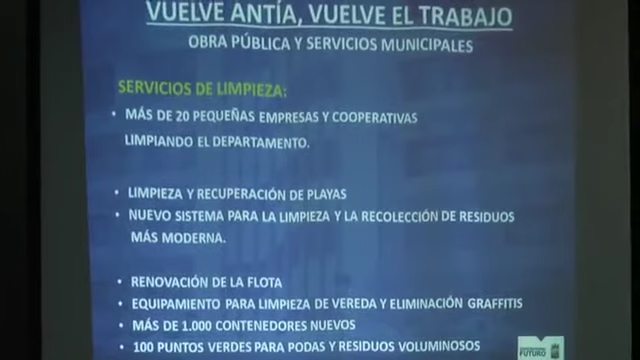 VUELVE ANTÍA, VUELVE EL TRABAJO
OBRA PÚBLICA Y SERVICIOS MUNICIPALES
SERVICIOS DE LIMPIEZA:
• MÁS DE 20 PEQUEÑAS EMPRESAS Y COOPERATIVAS
LIMPIANDO EL DEPARTAMENTO.
• LIMPIEZA Y RECUPERACIÓN DE PLAYAS
• NUEVO SISTEMA PARA LA LIMPIEZA Y LA RECOLECCIÓN DE RESIDUOS
MÁS MODERNA.
• RENOVACIÓN DE LA FLOTA
• EQUIPAMIENTO PARA LIMPIEZA DE VEREDA Y ELIMINACIÓN GRAFFITIS
• MÁS DE 1.000 CONTENEDORES NUEVOS
• 100 PUNTOS VERDES PARA PODAS Y RESIDUOS VOLUMINOSOS
FUTURO